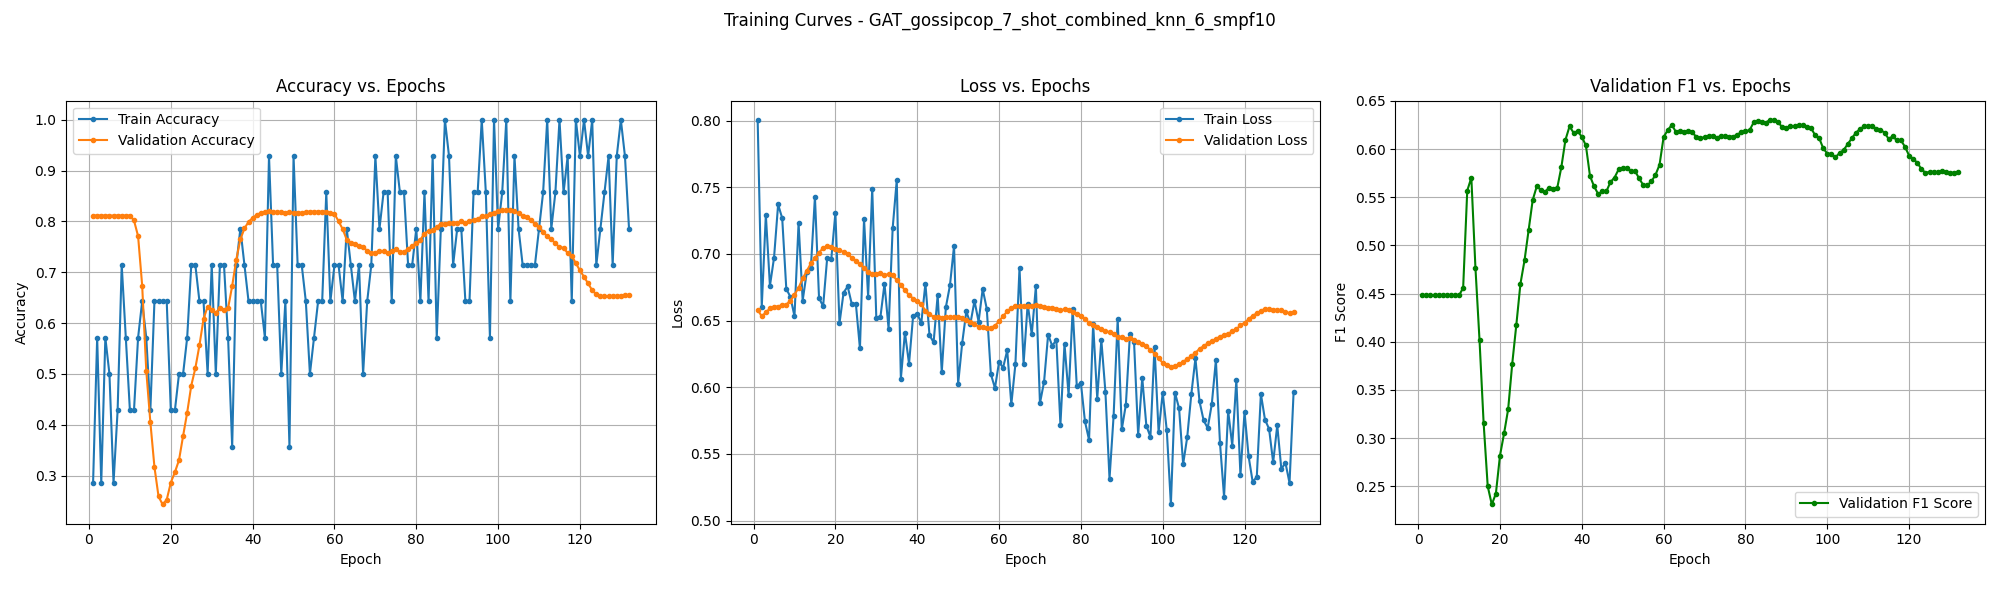 Training Curves - GAT_gossipcop_7_shot_combined_knn_6_smpf10
Accuracy vs. Epochs
Train Accuracy
Validation Accuracy
1.0
0.9
0.8
0.7
0.6
0.5
0.4
0.3
Accuracy
0 20 40 60 80 100 120
Epoch
Loss vs. Epochs
Train Loss
Validation Loss
0.80
0.75
0.70
0.65
0.60
0.55
0.50
Loss
0 20 40 60 80 100 120
Epoch
Validation F1 vs. Epochs
0.65
0.60
0.55
0.50
0.45
0.40
0.35
0.30
0.25
F1 Score
Validation F1 Score
0 20 40 60 80 100 120
Epoch